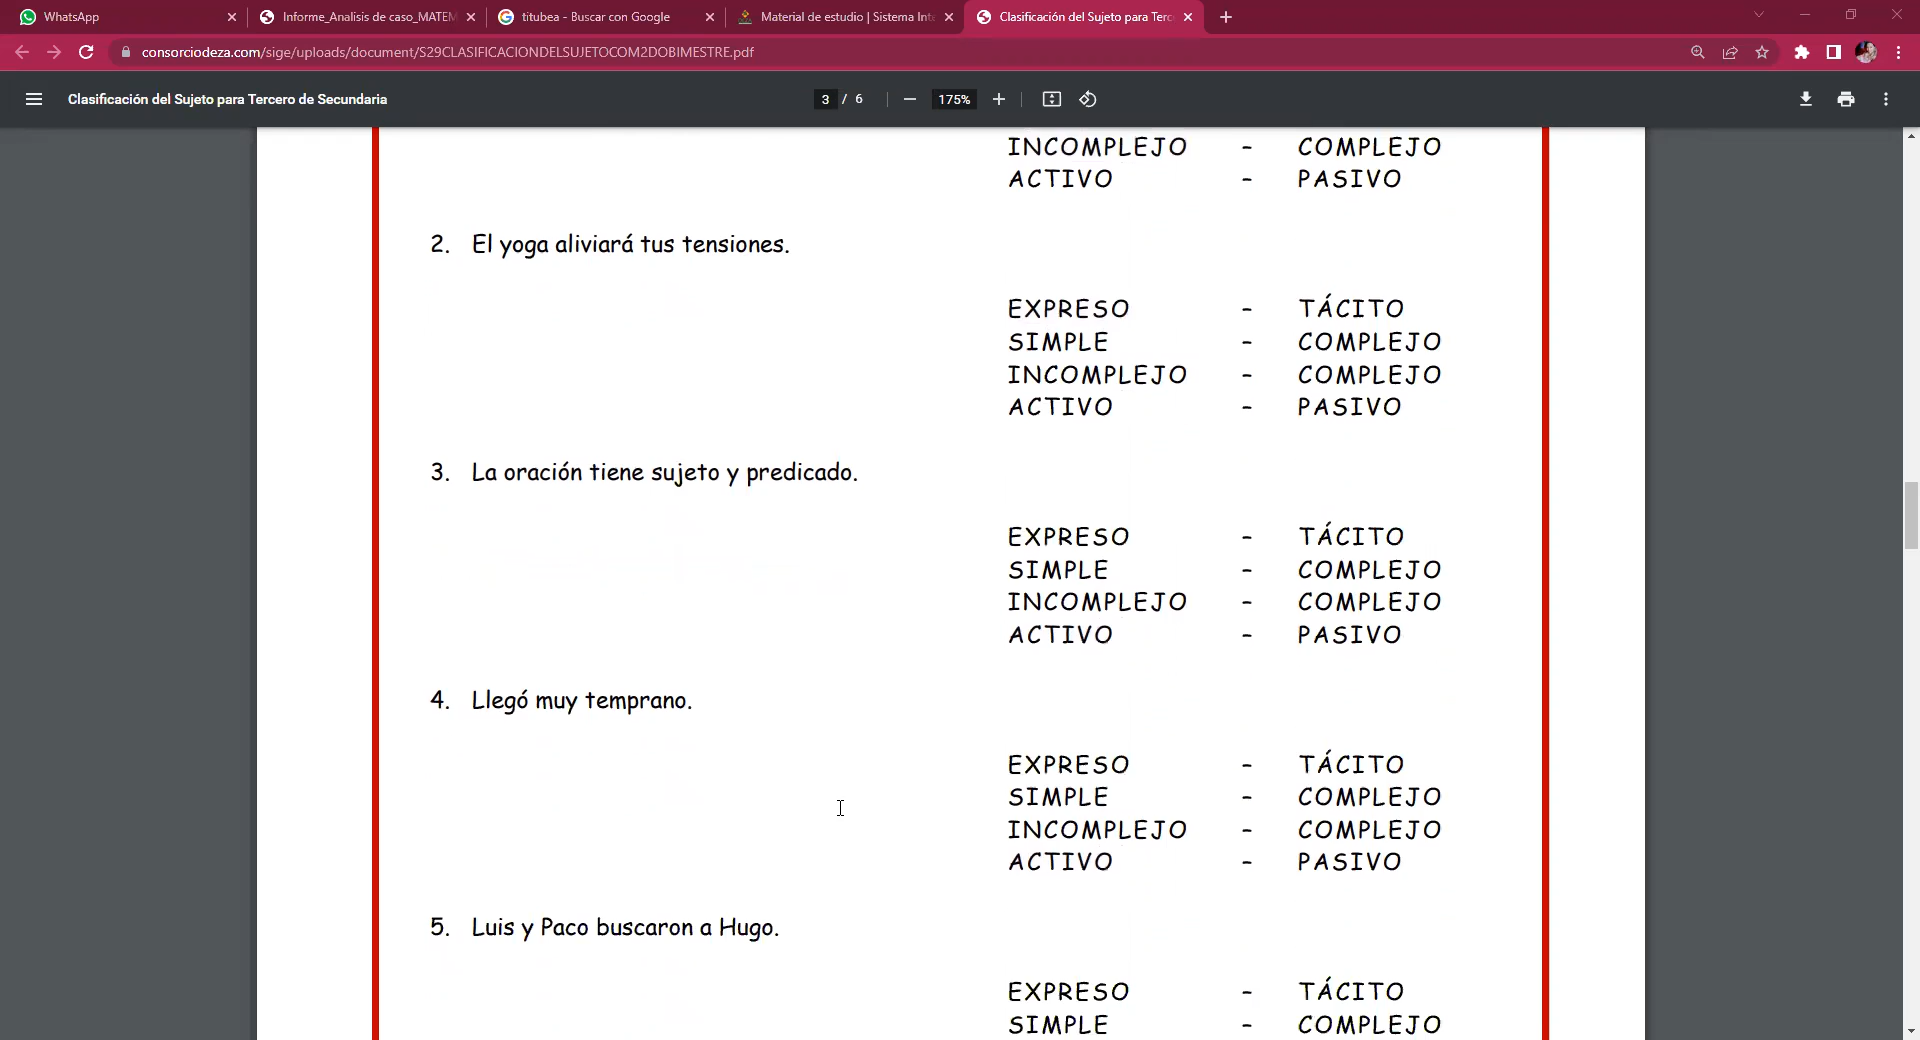 WhatsApp
Informe_Analisis de caso_MATEM
titubea - Buscar con Google
Material de estudio | Sistema Int
Clasificación del Sujeto para Terc
consorciodeza.com/sige/uploads/document/S29CLASIFICACIONDELSUJETOCOM2DOBIMESTRE.pdf
Clasificación del Sujeto para Tercero de Secundaria
3 / 6
175%
INCOMPLEJO - COMPLEJO
ACTIVO - PASIVO
2. El yoga aliviará tus tensiones.
EXPRESO - TÁCITO
SIMPLE - COMPLEJO
INCOMPLEJO - COMPLEJO
ACTIVO - PASIVO
3. La oración tiene sujeto y predicado.
EXPRESO - TÁCITO
SIMPLE - COMPLEJO
INCOMPLEJO - COMPLEJO
ACTIVO - PASIVO
4. Llegó muy temprano.
EXPRESO - TÁCITO
SIMPLE - COMPLEJO
INCOMPLEJO - COMPLEJO
ACTIVO - PASIVO
5. Luis y Paco buscaron a Hugo.
EXPRESO - TÁCITO
SIMPLE - COMPLEJO